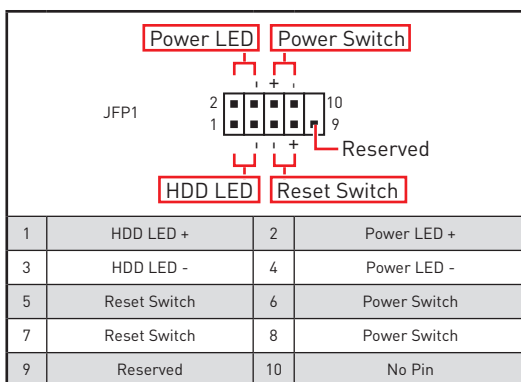 Power LED Power Switch
- + -
JFP1
2 10
1 9
- - +
Reserved
HDD LED Reset Switch
1 HDD LED + 2 Power LED +
3 HDD LED - 4 Power LED -
5 Reset Switch 6 Power Switch
7 Reset Switch 8 Power Switch
9 Reserved 10 No Pin